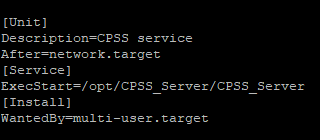 [Unit]
Description=CPSS service
After=network.target
[Service]
ExecStart=/opt/CPSS_Server/CPSS_Server
[Install]
WantedBy=multi-user.target